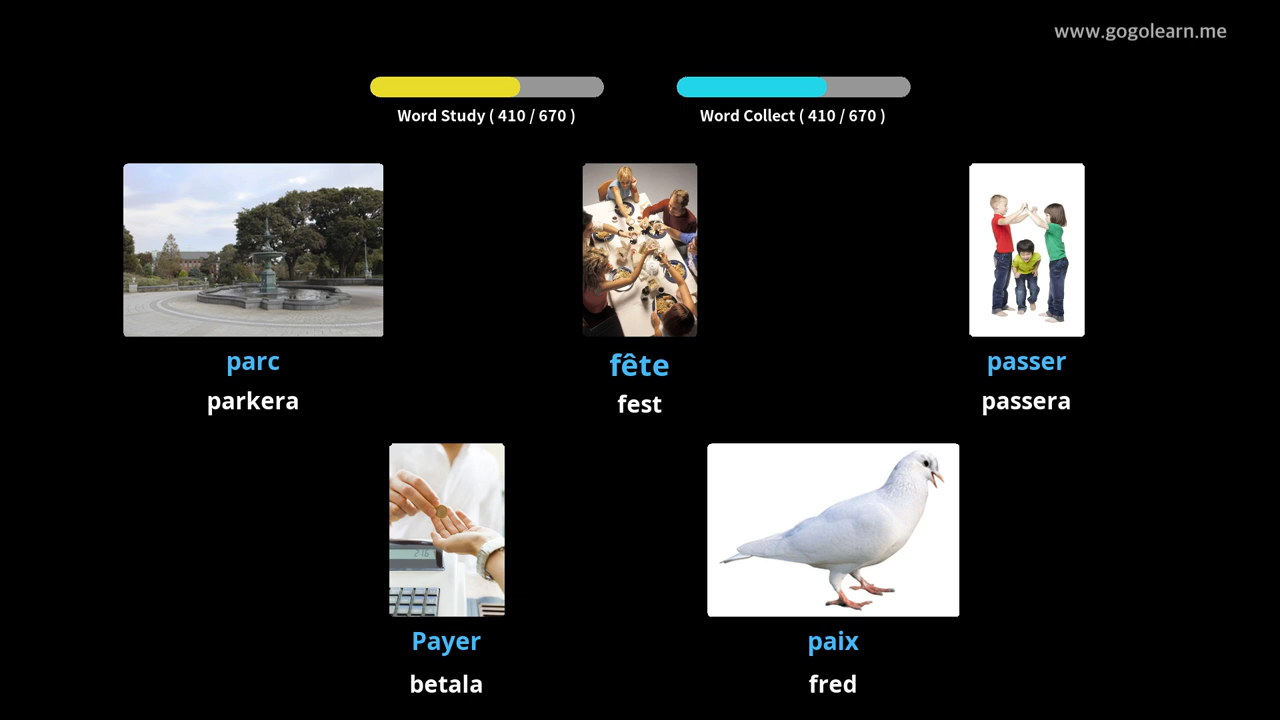 www.gogolearn.me
Word Study ( 410 / 670 )
Word Collect ( 410 / 670 )
parc
fête
passer
parkera
fest
passera
Payer
paix
betala
fred